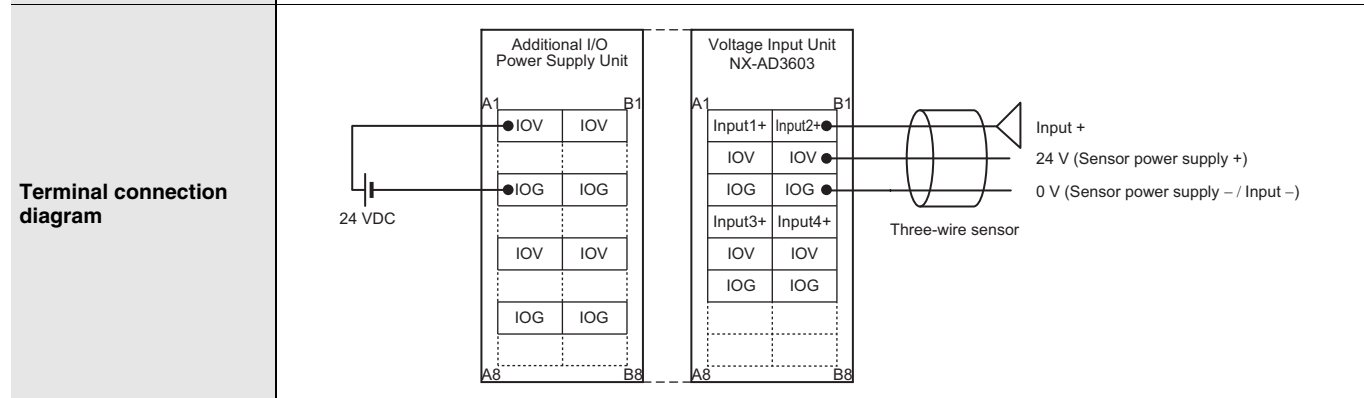 Terminal connection
diagram
Additional I/O
Power Supply Unit
A1 B1
IOV IOV
IOG IOG
IOV IOV
IOG IOG
A8 B8
24 VDC
Voltage Input Unit
NX-AD3603
A1 B1
Input1+ Input2+
IOV IOV
IOG IOG
Input3+ Input4+
IOV IOV
IOG IOG
A8 B8
Input +
24 V (Sensor power supply +)
0 V (Sensor power supply – / Input –)
Three-wire sensor